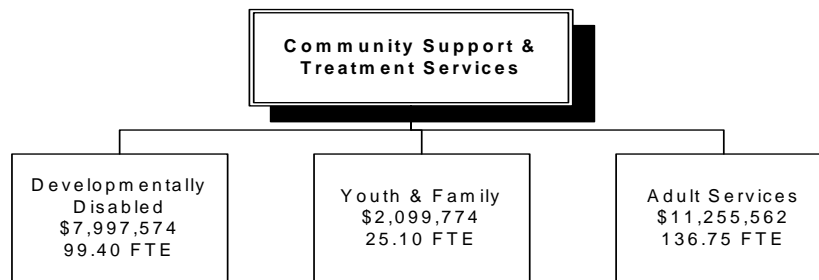 Community Support &
Treatment Services
Developmentally
Disabled
$7,997,574
99.40 FTE
Youth & Family
$2,099,774
25.10 FTE
Adult Services
$11,255,562
136.75 FTE